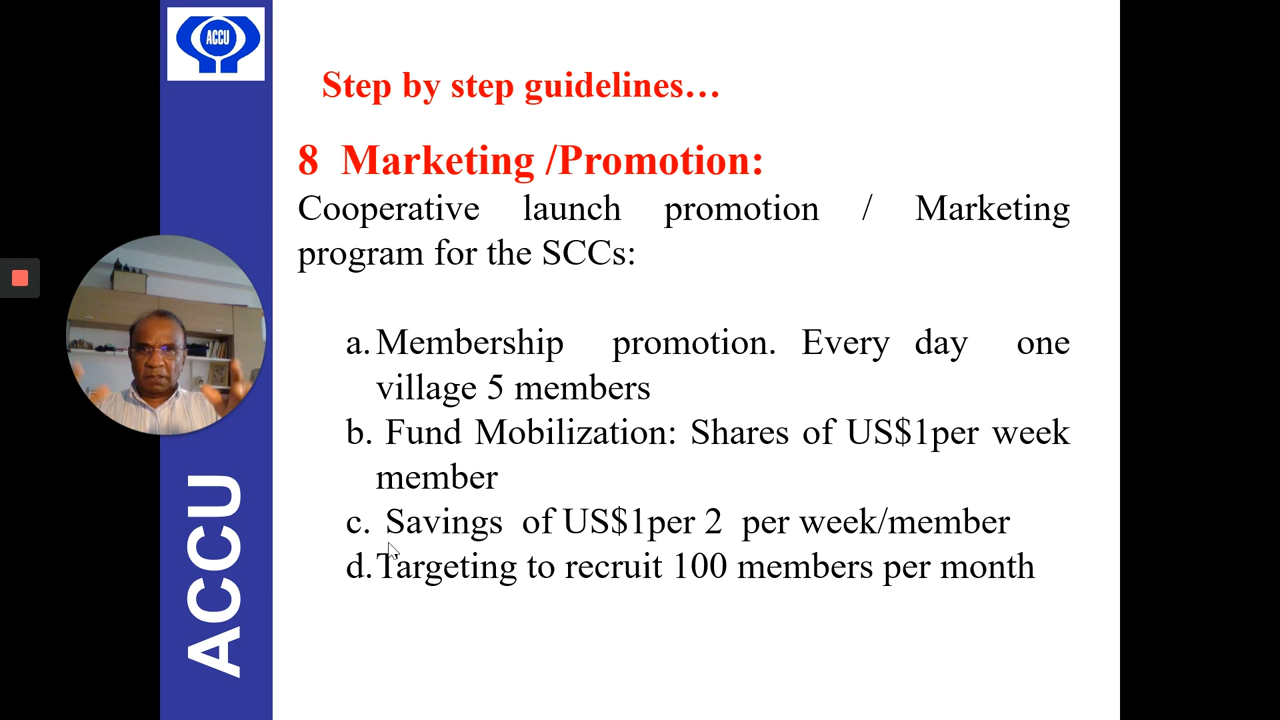 ACCU
Step by step guidelines…
8 Marketing /Promotion:
Cooperative launch promotion / Marketing
program for the SCCs:
a. Membership promotion. Every day one
village 5 members
b. Fund Mobilization: Shares of US$1per week
member
c. Savings of US$1per 2 per week/member
d. Targeting to recruit 100 members per month
ACCU